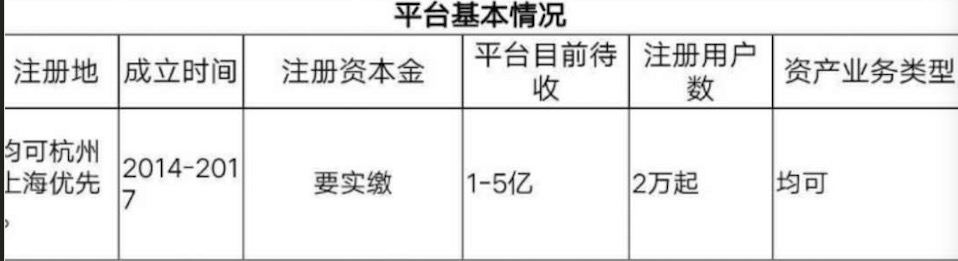 平台基本情况
注册地 成立时间 注册资本金 平台目前待收 注册用户数 资产业务类型
均可杭州
上海优先
。
2014-201
7
要实缴
1-5亿
2万起
均可